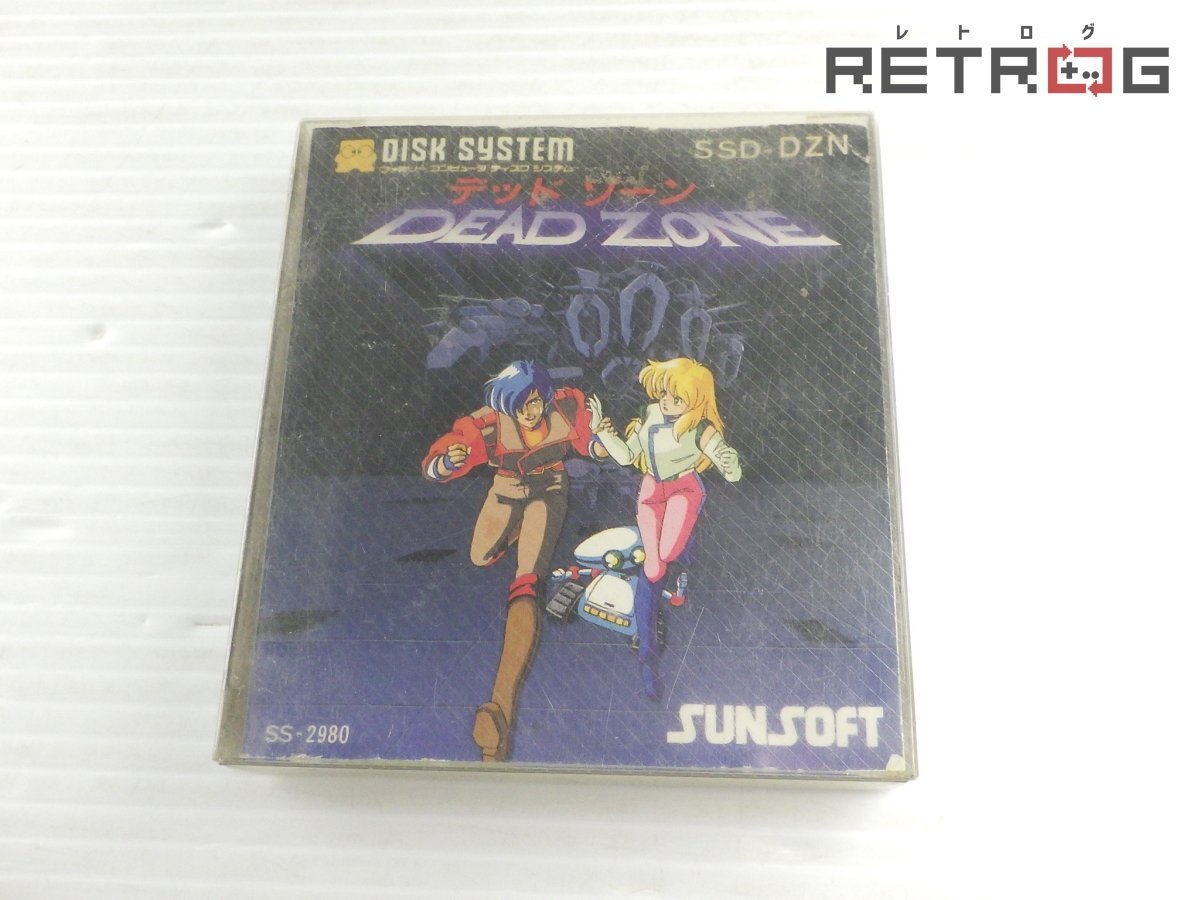 レトログ
RETROG
DISK SYSTEM
ファミリー コンピュータ ディスク システム
SSD-DZN
デッド ゾーン
DEAD ZONE
SS-2980
SUNSOFT